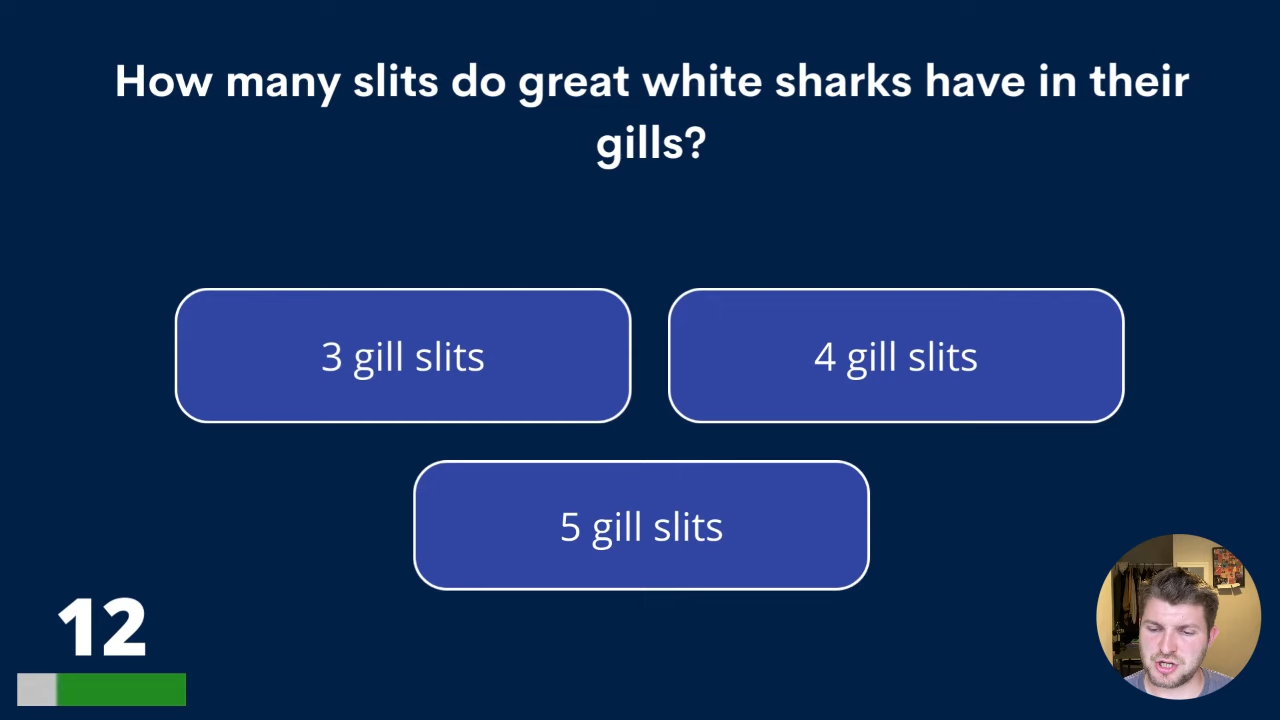 How many slits do great white sharks have in their
gills?
3 gill slits
4 gill slits
5 gill slits
12